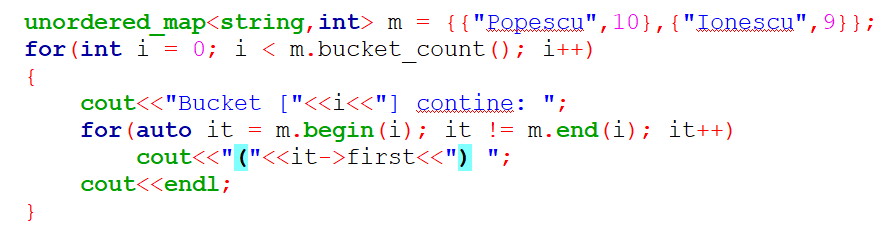 unordered_map<string,int> m = {{"Popescu",10},{"Ionescu",9}};
for(int i = 0; i < m.bucket_count(); i++)
{
    cout<<"Bucket ["<<i<<"] contine: ";
    for(auto it = m.begin(i); it != m.end(i); it++)
        cout<<"("<<it->first<<") ";
    cout<<endl;
}